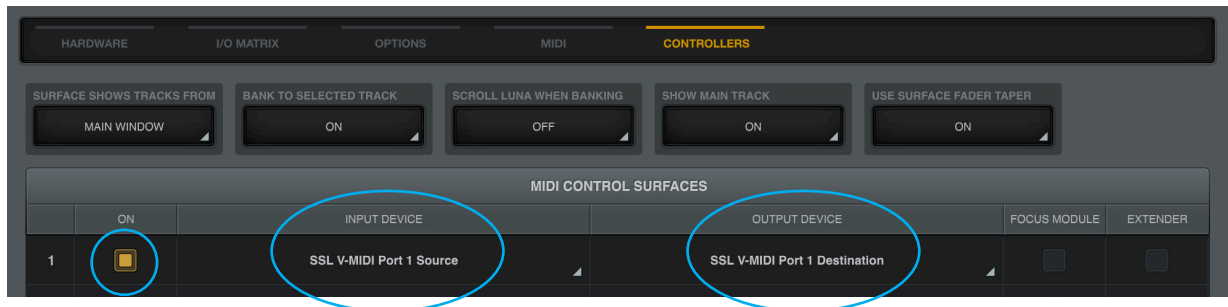 HARDWARE I/O MATRIX OPTIONS MIDI CONTROLLERS
SURFACE SHOWS TRACKS FROM BANK TO SELECTED TRACK SCROLL LUNA WHEN BANKING SHOW MAIN TRACK USE SURFACE FADER TAPER
MAIN WINDOW ON OFF ON ON
MIDI CONTROL SURFACES
ON INPUT DEVICE OUTPUT DEVICE FOCUS MODULE EXTENDER
1 SSL V-MIDI Port 1 Source SSL V-MIDI Port 1 Destination